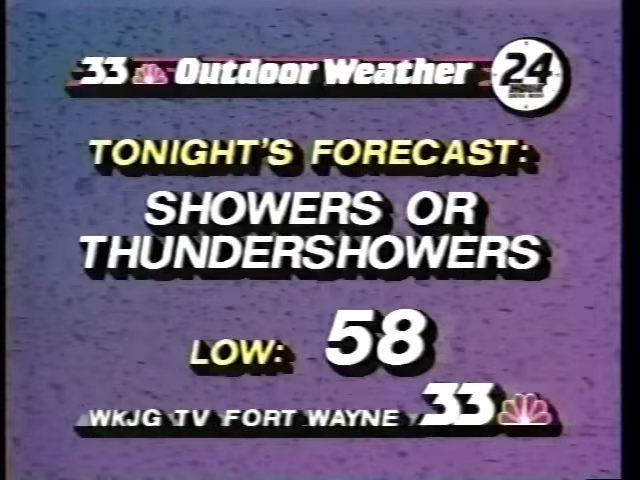 33 Outdoor Weather 24
TONIGHT'S FORECAST:
SHOWERS OR
THUNDERSHOWERS
LOW: 58
WKJG TV FORT WAYNE 33